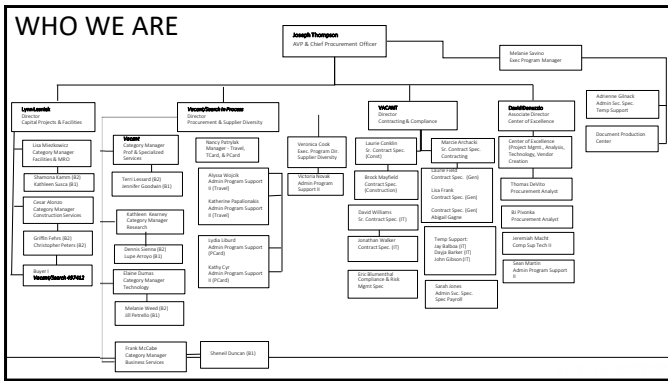 WHO WE ARE
Joseph Thompson
AVP & Chief Procurement Officer
Melanie Savino
Exec Program Manager
Lynn Lesniak
Director
Capital Projects & Facilities
Vacant/Search in Process
Director
Procurement & Supplier Diversity
VACANT
Director
Contracting & Compliance
Associate Director
Center of Excellence
Adrienne Gilnack
Admin Sec. Spec.
Temp Support
Document Production
Center
Category Manager
Facilities & MRO
Shamona Kamm (B2)
Kathleen Susca (B1)
Cesar Alonzo
Category Manager
Construction Services
Griffin Fehrs (B2)
Christopher Peters (B2)
Buyer I
Vacant/Search 497412
Vacant
Category Manager
Prof & Specialized
Services
Terri Lessard (B2)
Jennifer Goodwin (B1)
Kathleen Kearney
Category Manager
Research
Dennis Sienna (B2)
Lupe Arroyo (B1)
Elaine Dumas
Category Manager
Technology
Melanie Weed (B2)
Jill Petrello (B1)
Frank McCabe
Category Manager
Business Services
Shenell Duncan (B1)
Nancy Patrylak
Manager - Travel,
TCard, & PCard
Alyssa Wojcik
Admin Program Support
II (Travel)
Katherine Papalionakis
Admin Program Support
II (Travel)
Lydia Liburd
Admin Program Support
II (PCard)
Kathy Cyr
Admin Program Support
II (PCard)
Veronica Cook
Exec. Program Dir.
Supplier Diversity
Victoria Novak
Admin Program
Support II
Laurie Conklin
Sr. Contract Spec
(Const)
Brock Mayfield
Contract Spec.
(Construction)
David Williams
Sr. Contract Spec. (IT)
Jonathan Walker
Contract Spec. (IT)
Eric Blumenthal
Compliance & Risk
Mgmt Spec
Marcie Archacki
Sr. Contract Spec
Contracting
Laurie Field
Contract Spec. (Gen)
Lisa Frank
Contract Spec. (Gen)
Contract Spec. (Gen)
Abigail Gagne
Temp Support:
Jay Balboa (IT)
Dayja Barker (IT)
John Gibson (IT)
Sarah Jones
Admin Svc. Spec.
Spec Payroll
Center of Excellence
(Project Mgmt., Analysis,
Technology, Vendor
Creation
Thomas DeVito
Procurement Analyst
BJ Pivonka
Procurement Analyst
Jeremiah Macht
Comp Sup Tech II
Sean Martin
Admin Program Support
II